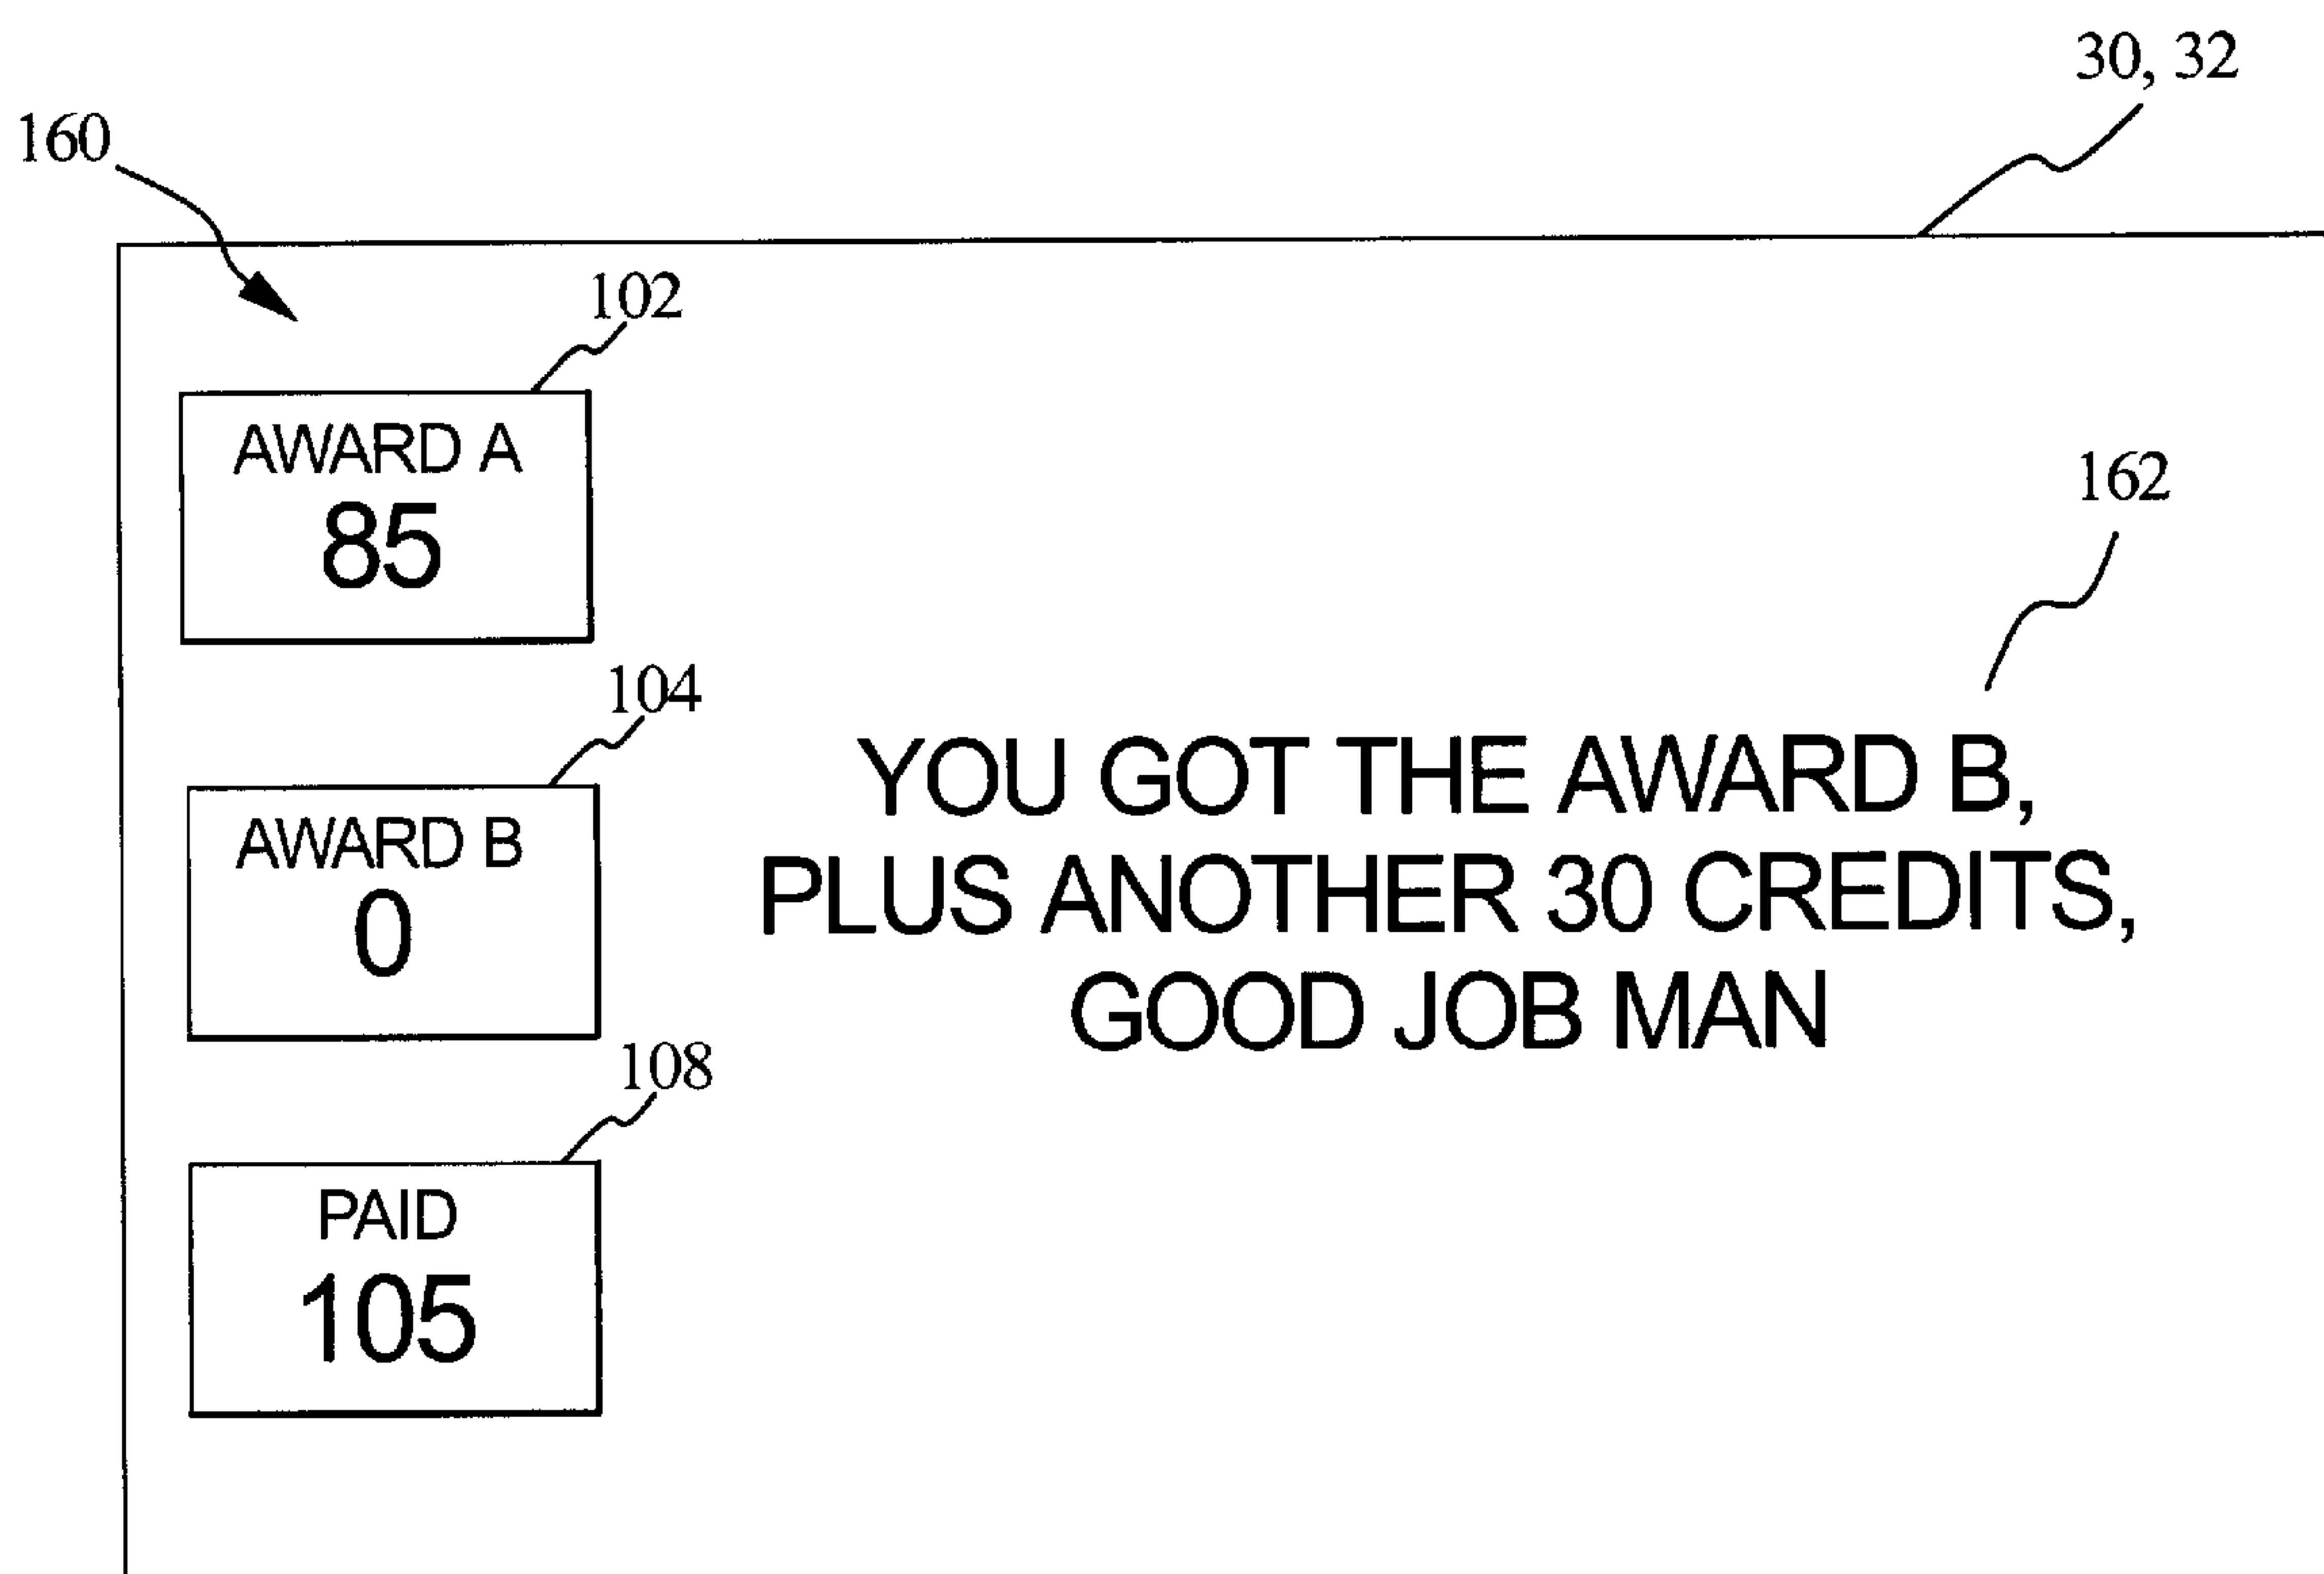 30, 32
160
102
AWARD A
85
162
104
YOU GOT THE AWARD B,
PLUS ANOTHER 30 CREDITS,
GOOD JOB MAN
AWARD B
0
108
PAID
105